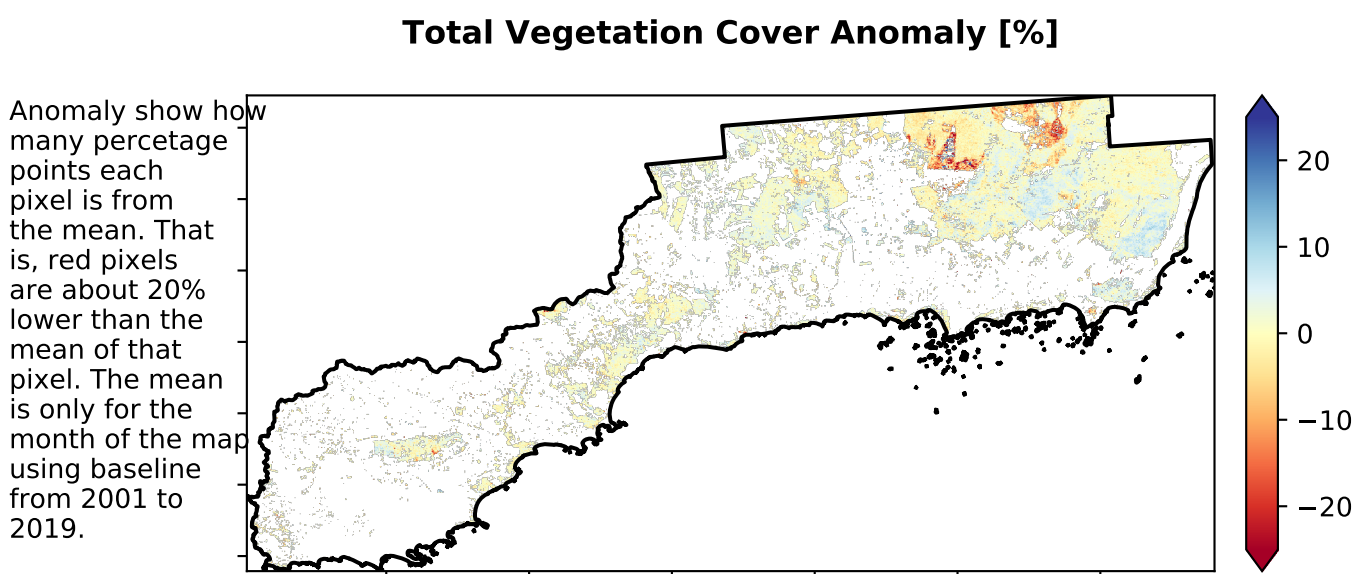 Total Vegetation Cover Anomaly [%]
Anomaly show how
many percetage
points each
pixel is from
the mean. That
is, red pixels
are about 20%
lower than the
mean of that
pixel. The mean
is only for the
month of the map
using baseline
from 2001 to
2019.
20
10
0
−10
−20